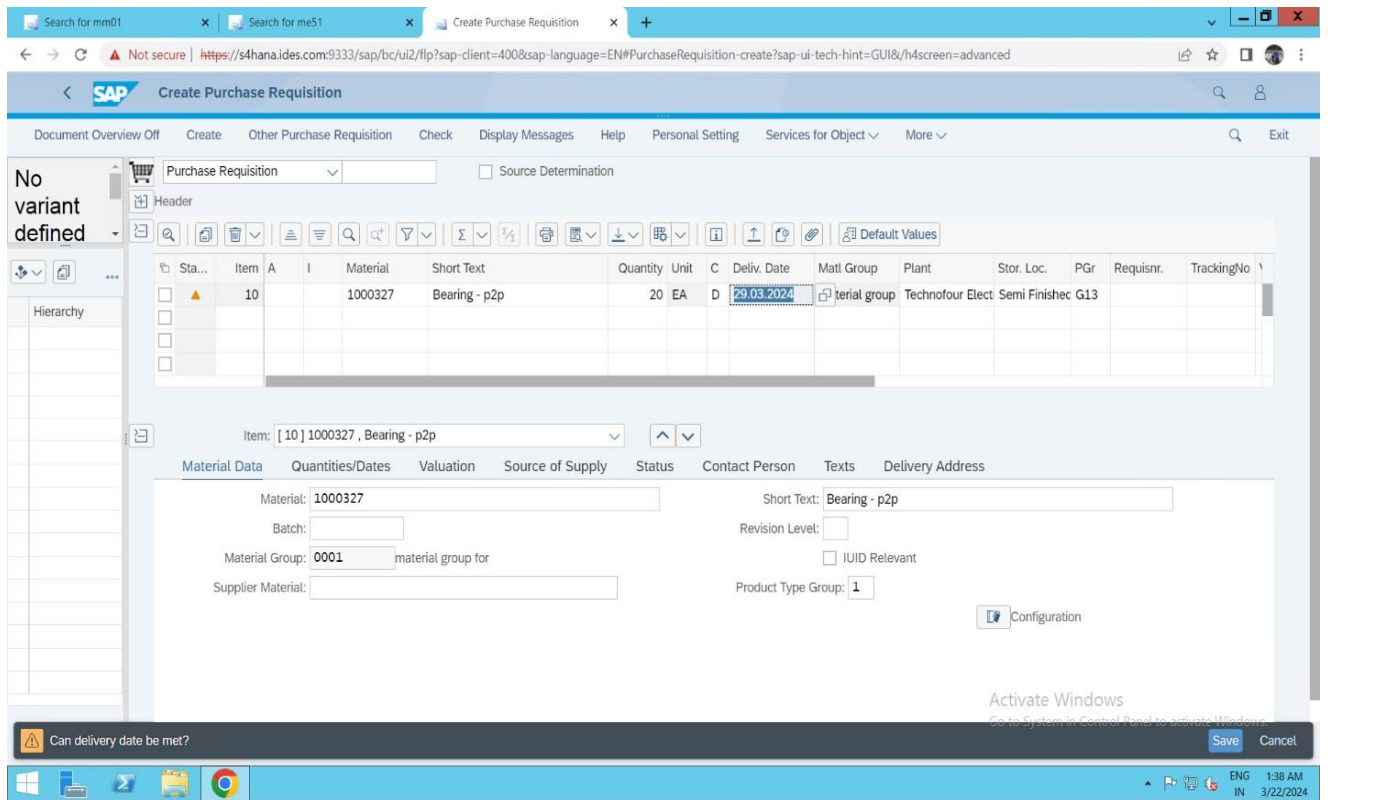 Search for mm01 Search for me51 Create Purchase Requisition
Not secure | https://s4hana.ides.com:9333/sap/bc/ui2/flp?sap-client=400&sap-language=EN#PurchaseRequisition-create?sap-ui-tech-hint=GUI&/h4screen=advanced
SAP Create Purchase Requisition
Document Overview Off Create Other Purchase Requisition Check Display Messages Help Personal Setting Services for Object More Exit
No variant defined
Purchase Requisition Source Determination
Header
Default Values
Sta... Item A I Material Short Text Quantity Unit C Deliv. Date Matl Group Plant Stor. Loc. PGr Requisnr. TrackingNo
10 1000327 Bearing - p2p 20 EA D 29.03.2024 terial group Technofour Elect Semi Finished G13
Hierarchy
Item: [ 10 ] 1000327 , Bearing - p2p
Material Data Quantities/Dates Valuation Source of Supply Status Contact Person Texts Delivery Address
Material: 1000327 Short Text: Bearing - p2p
Batch: Revision Level:
Material Group: 0001 material group for IUID Relevant
Supplier Material: Product Type Group: 1
Configuration
Activate Windows
Go to System in Control Panel to activate Windows.
Can delivery date be met? Save Cancel
ENG 1:38 AM
IN 3/22/2024